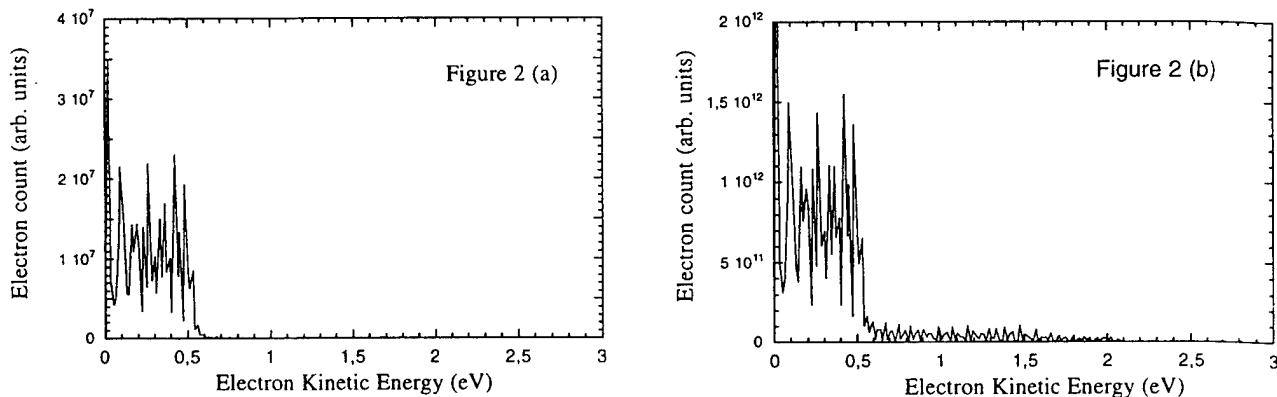 4 10⁷
3 10⁷
2 10⁷
1 10⁷
0
Electron count (arb. units)
Figure 2 (a)
0 0,5 1 1,5 2 2,5 3
Electron Kinetic Energy (eV)
2 10¹²
1,5 10¹²
1 10¹²
5 10¹¹
0
Electron count (arb. units)
Figure 2 (b)
0 0,5 1 1,5 2 2,5 3
Electron Kinetic Energy (eV)